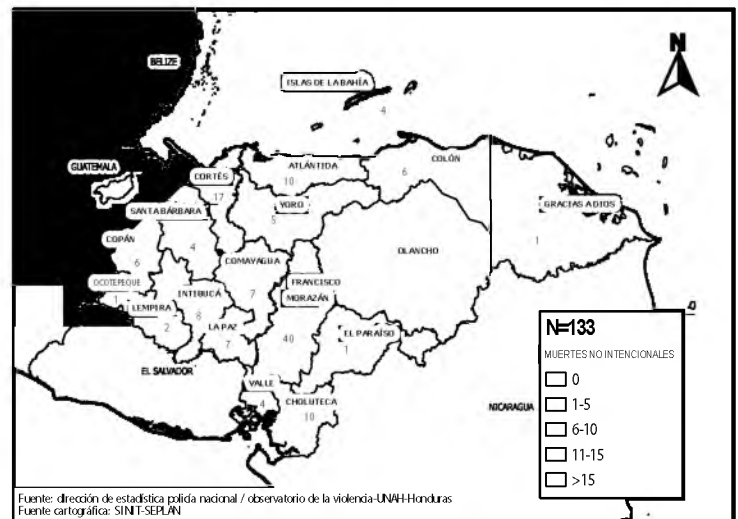 N
BELIZE
ISLAS DE LA BAHÍA
4
GUATEMALA
CORTÉS
17
ATLÁNTIDA
10
COLÓN
6
SANTA BÁRBARA
4
YORO
5
GRACIAS A DIOS
1
COPÁN
6
COMAYAGUA
7
OLANCHO
OCOTEPEQUE
1
LEMPIRA
2
INTIBUCÁ
8
FRANCISCO
MORAZÁN
40
LA PAZ
7
EL PARAÍSO
1
EL SALVADOR
VALLE
4
CHOLUTECA
10
NICARAGUA
N=133
MUERTES NO INTENCIONALES
0
1-5
6-10
11-15
>15
Fuente: dirección de estadística policía nacional / observatorio de la violencia-UNAH-Honduras
Fuente cartográfica: SINIT-SEPLAN